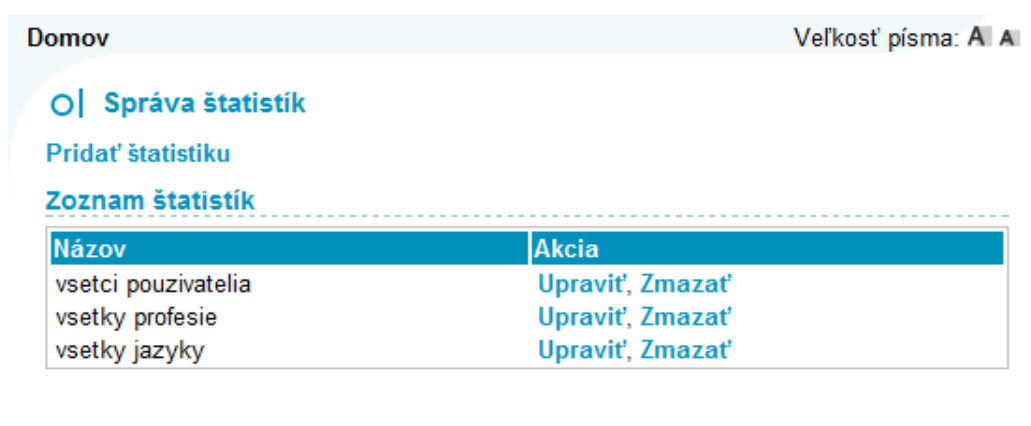 Domov Veľkosť písma: A A
Správa štatistík
Pridať štatistiku
Zoznam štatistík
Názov Akcia
vsetci pouzivatelia Upraviť, Zmazať
vsetky profesie Upraviť, Zmazať
vsetky jazyky Upraviť, Zmazať